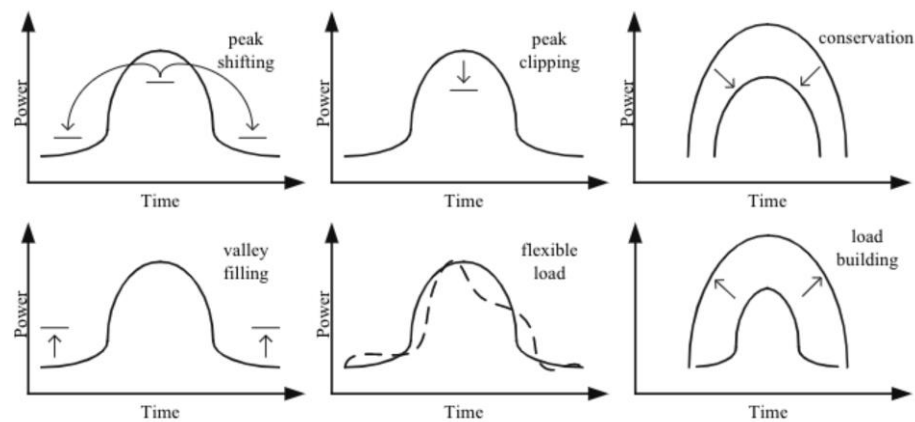 peak
shifting
Power
Time
peak
clipping
Power
Time
conservation
Power
Time
valley
filling
Power
Time
flexible
load
Power
Time
load
building
Power
Time